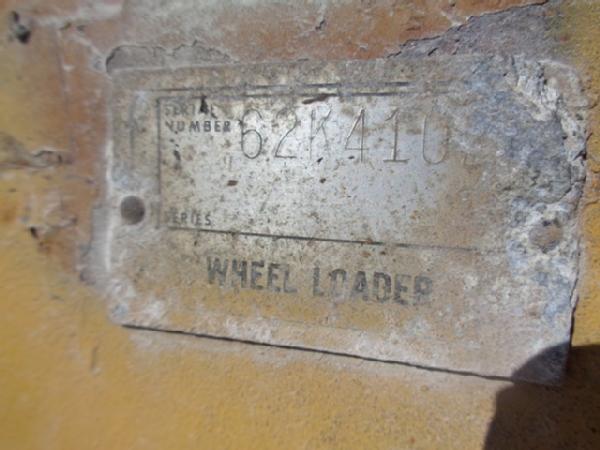 SERIAL
NUMBER 62K410
SERIES
WHEEL LOADER